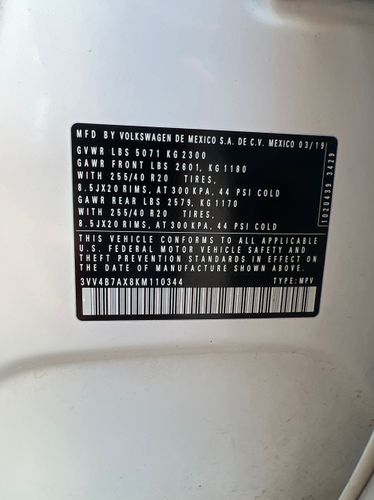 MFD BY VOLKSWAGEN DE MEXICO S.A. DE C.V. MEXICO 03/19
GVWR LBS 5071 KG 2300
GAWR FRONT LBS 2601, KG 1180
WITH 255/40 R20 TIRES,
8.5JX20 RIMS, AT 300 KPA, 44 PSI COLD
GAWR REAR LBS 2579, KG 1170
WITH 255/40 R20 TIRES,
8.5JX20 RIMS, AT 300 KPA, 44 PSI COLD
THIS VEHICLE CONFORMS TO ALL APPLICABLE
U.S. FEDERAL MOTOR VEHICLE SAFETY AND
THEFT PREVENTION STANDARDS IN EFFECT ON
THE DATE OF MANUFACTURE SHOWN ABOVE
3VV4B7AX8KM110344 TYPE: MPV
1020439 3429